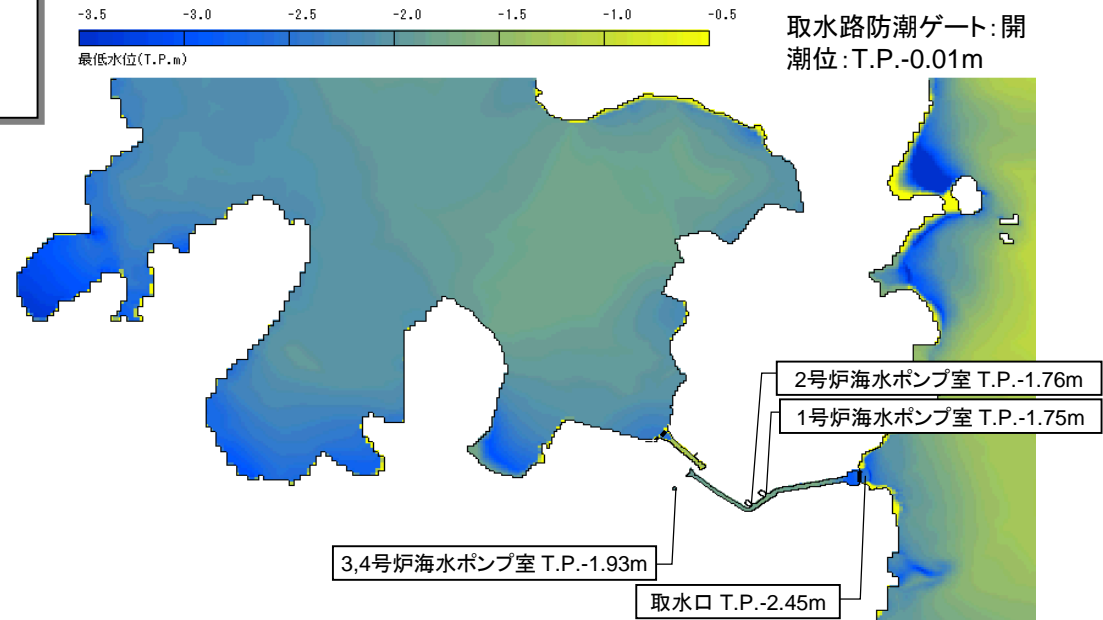 -3.5 -3.0 -2.5 -2.0 -1.5 -1.0 -0.5
最低水位(T.P.m)
取水路防潮ゲート:開
潮位:T.P.-0.01m
2号炉海水ポンプ室 T.P.-1.76m
1号炉海水ポンプ室 T.P.-1.75m
3,4号炉海水ポンプ室 T.P.-1.93m
取水口 T.P.-2.45m